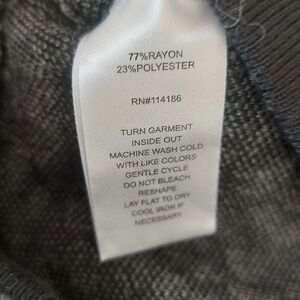 77%RAYON
23%POLYESTER
RN#114186
TURN GARMENT
INSIDE OUT
MACHINE WASH COLD
WITH LIKE COLORS
GENTLE CYCLE
DO NOT BLEACH
RESHAPE
LAY FLAT TO DRY
COOL IRON IF
NECESSARY